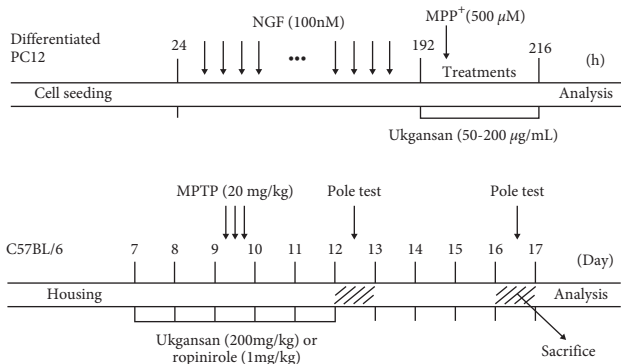 Differentiated
PC12
24
NGF (100nM)
•••
192
MPP+(500 μM)
216
(h)
Treatments
Cell seeding
Analysis
Ukgansan (50-200 μg/mL)
MPTP (20 mg/kg)
Pole test
Pole test
C57BL/6
7 8 9 10 11 12 13 14 15 16 17
(Day)
Housing
Analysis
Ukgansan (200mg/kg) or
ropinirole (1mg/kg)
Sacrifice